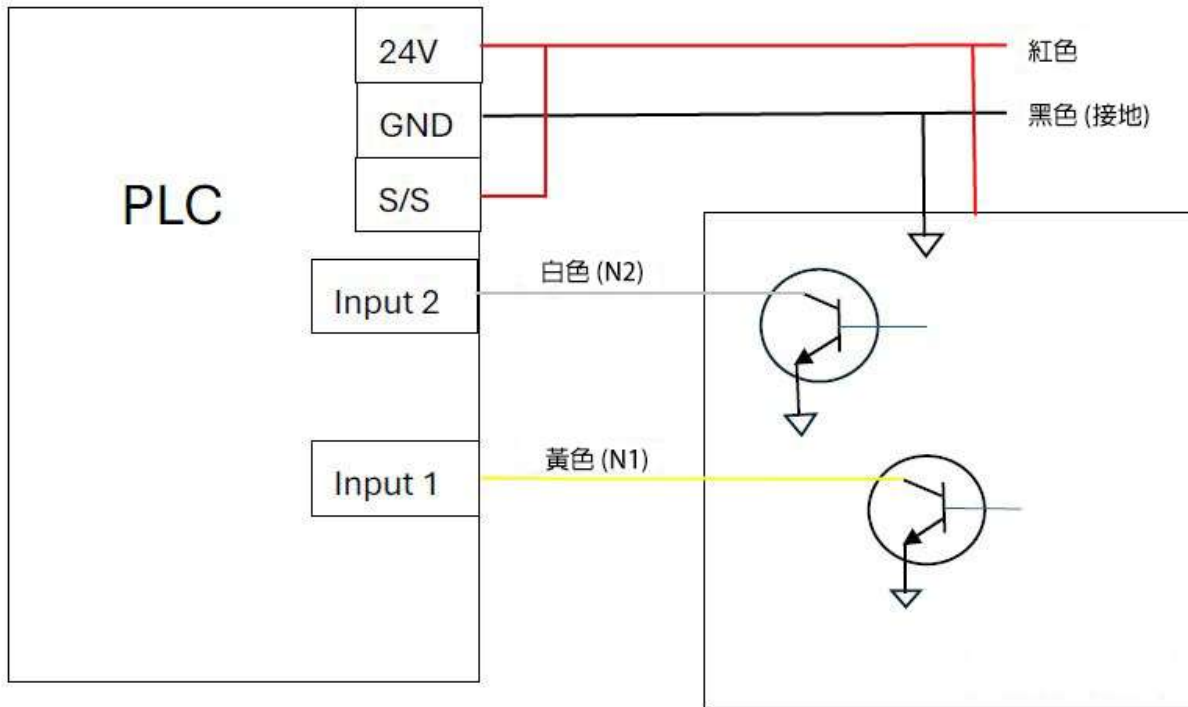 24V
紅色
GND
黑色 (接地)
PLC
S/S
白色 (N2)
Input 2
黃色 (N1)
Input 1